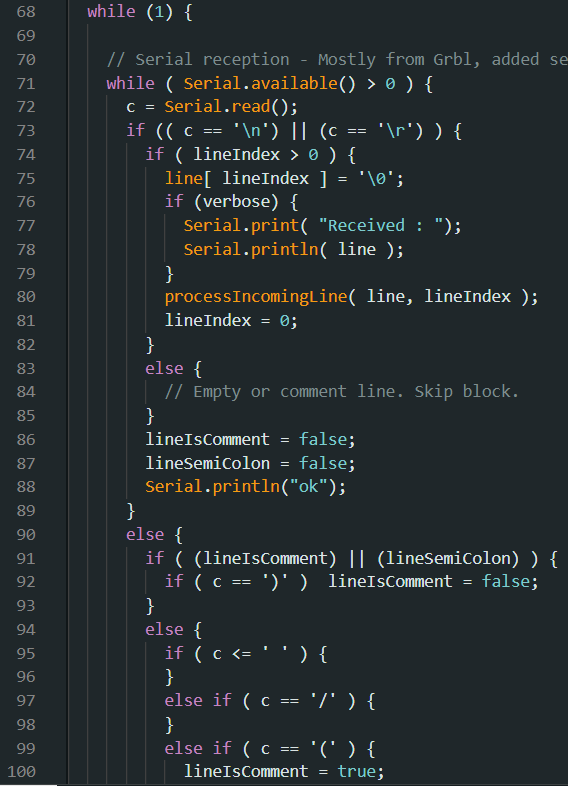 68 while (1) {
69
70 // Serial reception - Mostly from Grbl, added se
71 while ( Serial.available() > 0 ) {
72 c = Serial.read();
73 if (( c == '\n') || (c == '\r') ) {
74 if ( lineIndex > 0 ) {
75 line[ lineIndex ] = '\0';
76 if (verbose) {
77 Serial.print( "Received : ");
78 Serial.println( line );
79 }
80 processIncomingLine( line, lineIndex );
81 lineIndex = 0;
82 }
83 else {
84 // Empty or comment line. Skip block.
85 }
86 lineIsComment = false;
87 lineSemiColon = false;
88 Serial.println("ok");
89 }
90 else {
91 if ( (lineIsComment) || (lineSemiColon) ) {
92 if ( c == ')' )  lineIsComment = false;
93 }
94 else {
95 if ( c <= ' ' ) {
96 }
97 else if ( c == '/' ) {
98 }
99 else if ( c == '(' ) {
100 lineIsComment = true;